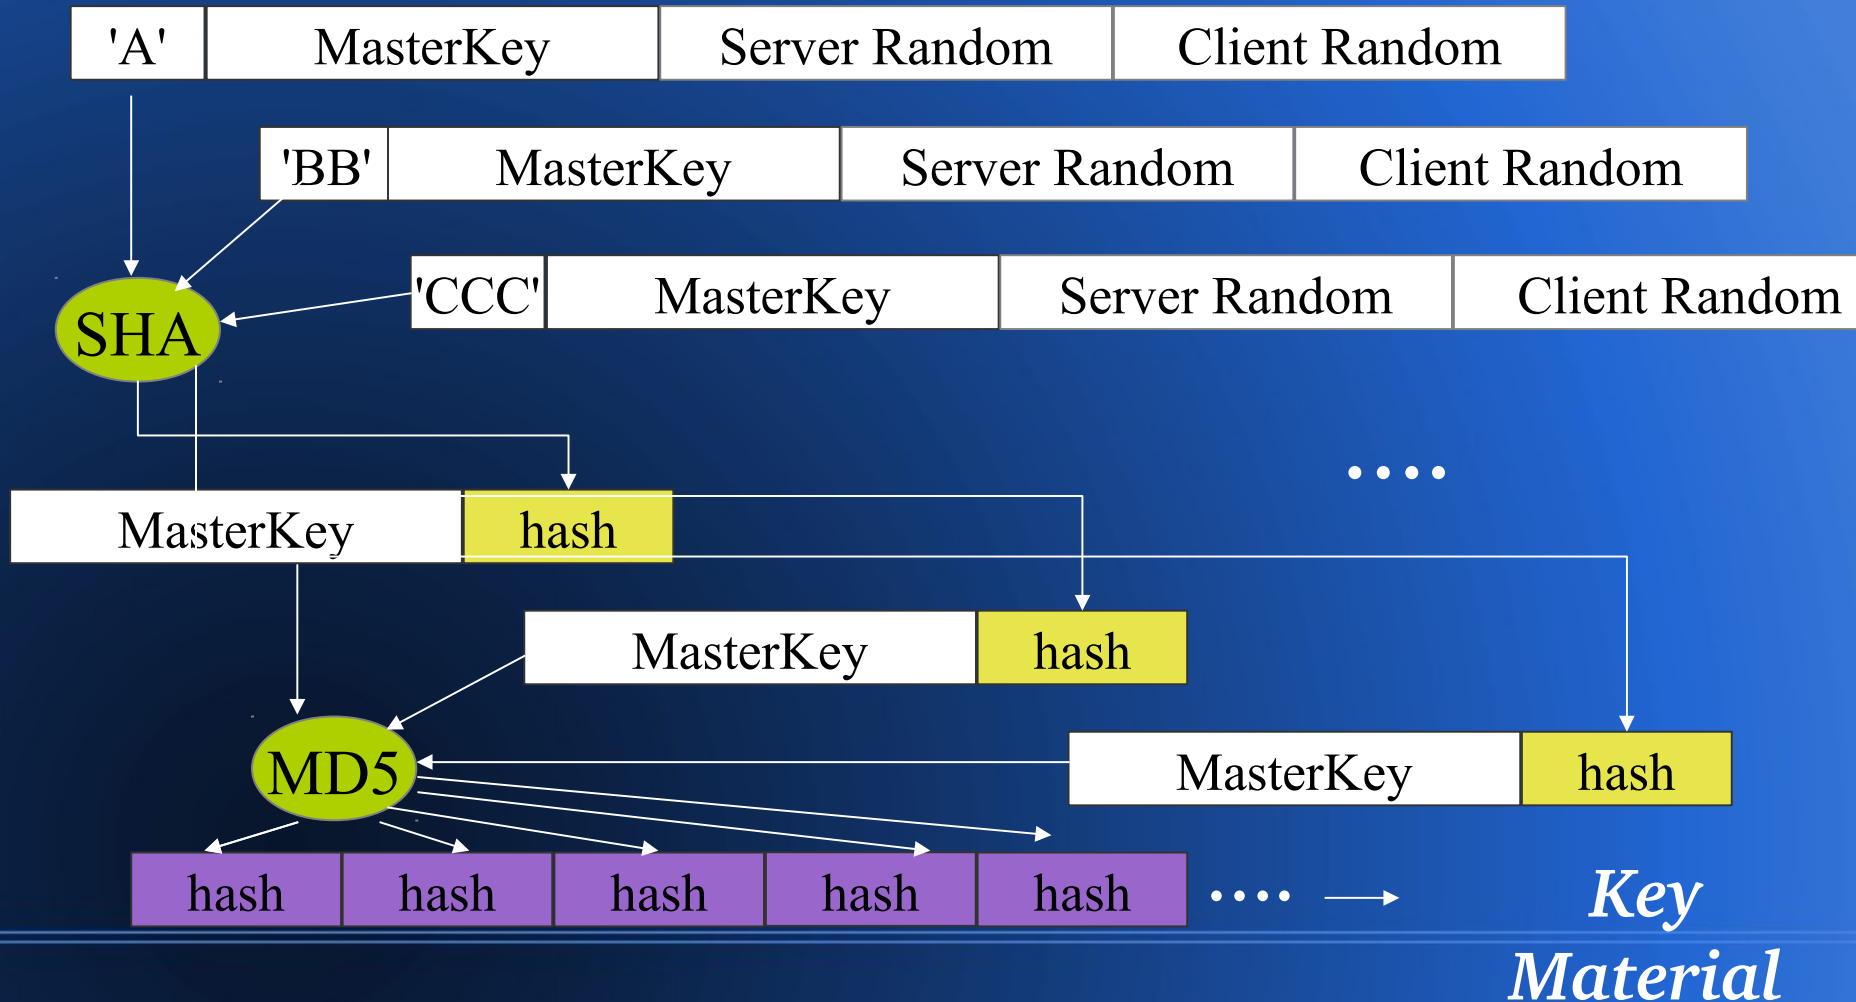 'A' MasterKey Server Random Client Random
'BB' MasterKey Server Random Client Random
'CCC' MasterKey Server Random Client Random
SHA
....
MasterKey hash
MasterKey hash
MD5
MasterKey hash
hash hash hash hash hash ....
Key
Material